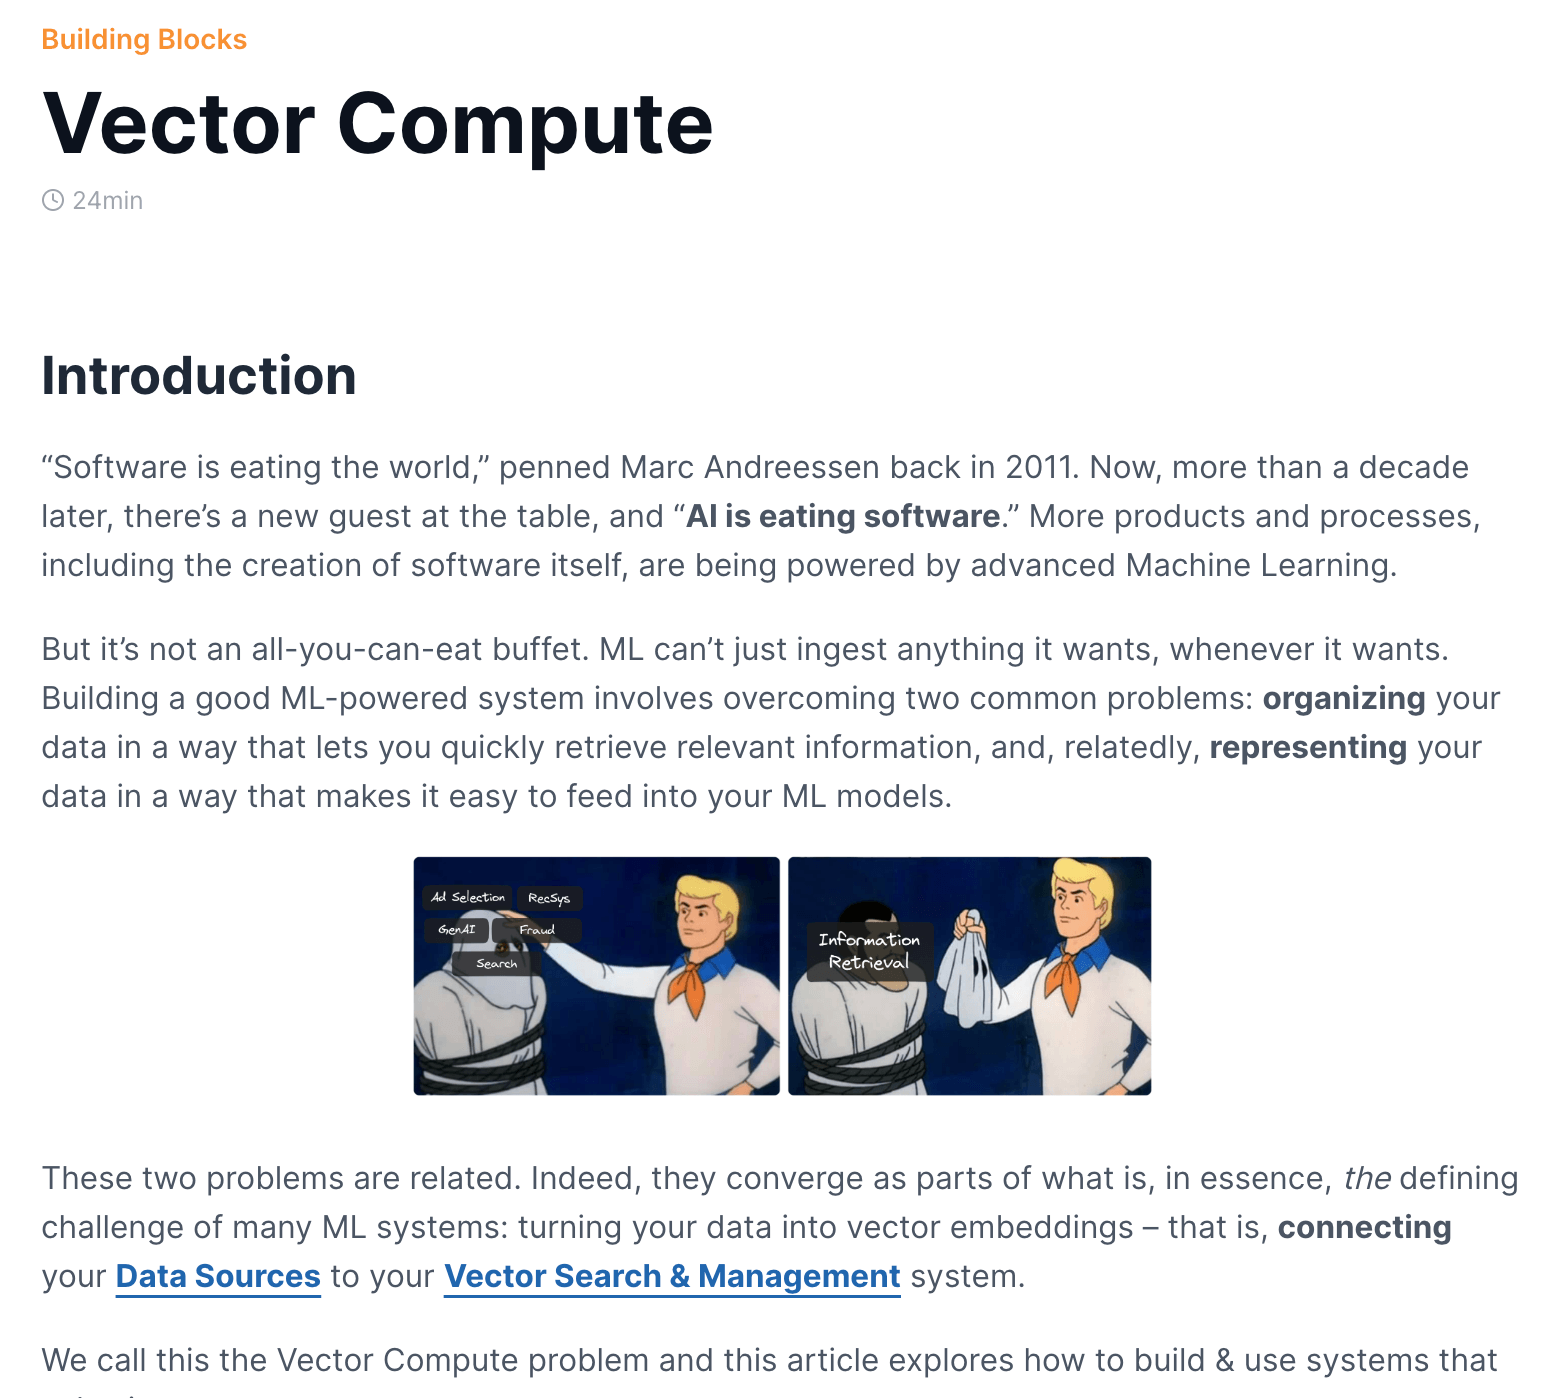 Building Blocks
Vector Compute
24min
Introduction
“Software is eating the world,” penned Marc Andreessen back in 2011. Now, more than a decade
later, there’s a new guest at the table, and “AI is eating software.” More products and processes,
including the creation of software itself, are being powered by advanced Machine Learning.
But it’s not an all-you-can-eat buffet. ML can’t just ingest anything it wants, whenever it wants.
Building a good ML-powered system involves overcoming two common problems: organizing your
data in a way that lets you quickly retrieve relevant information, and, relatedly, representing your
data in a way that makes it easy to feed into your ML models.
Ad Selection RecSys
GenAI Fraud
Search
Information
Retrieval
These two problems are related. Indeed, they converge as parts of what is, in essence, the defining
challenge of many ML systems: turning your data into vector embeddings – that is, connecting
your Data Sources to your Vector Search & Management system.
We call this the Vector Compute problem and this article explores how to build & use systems that